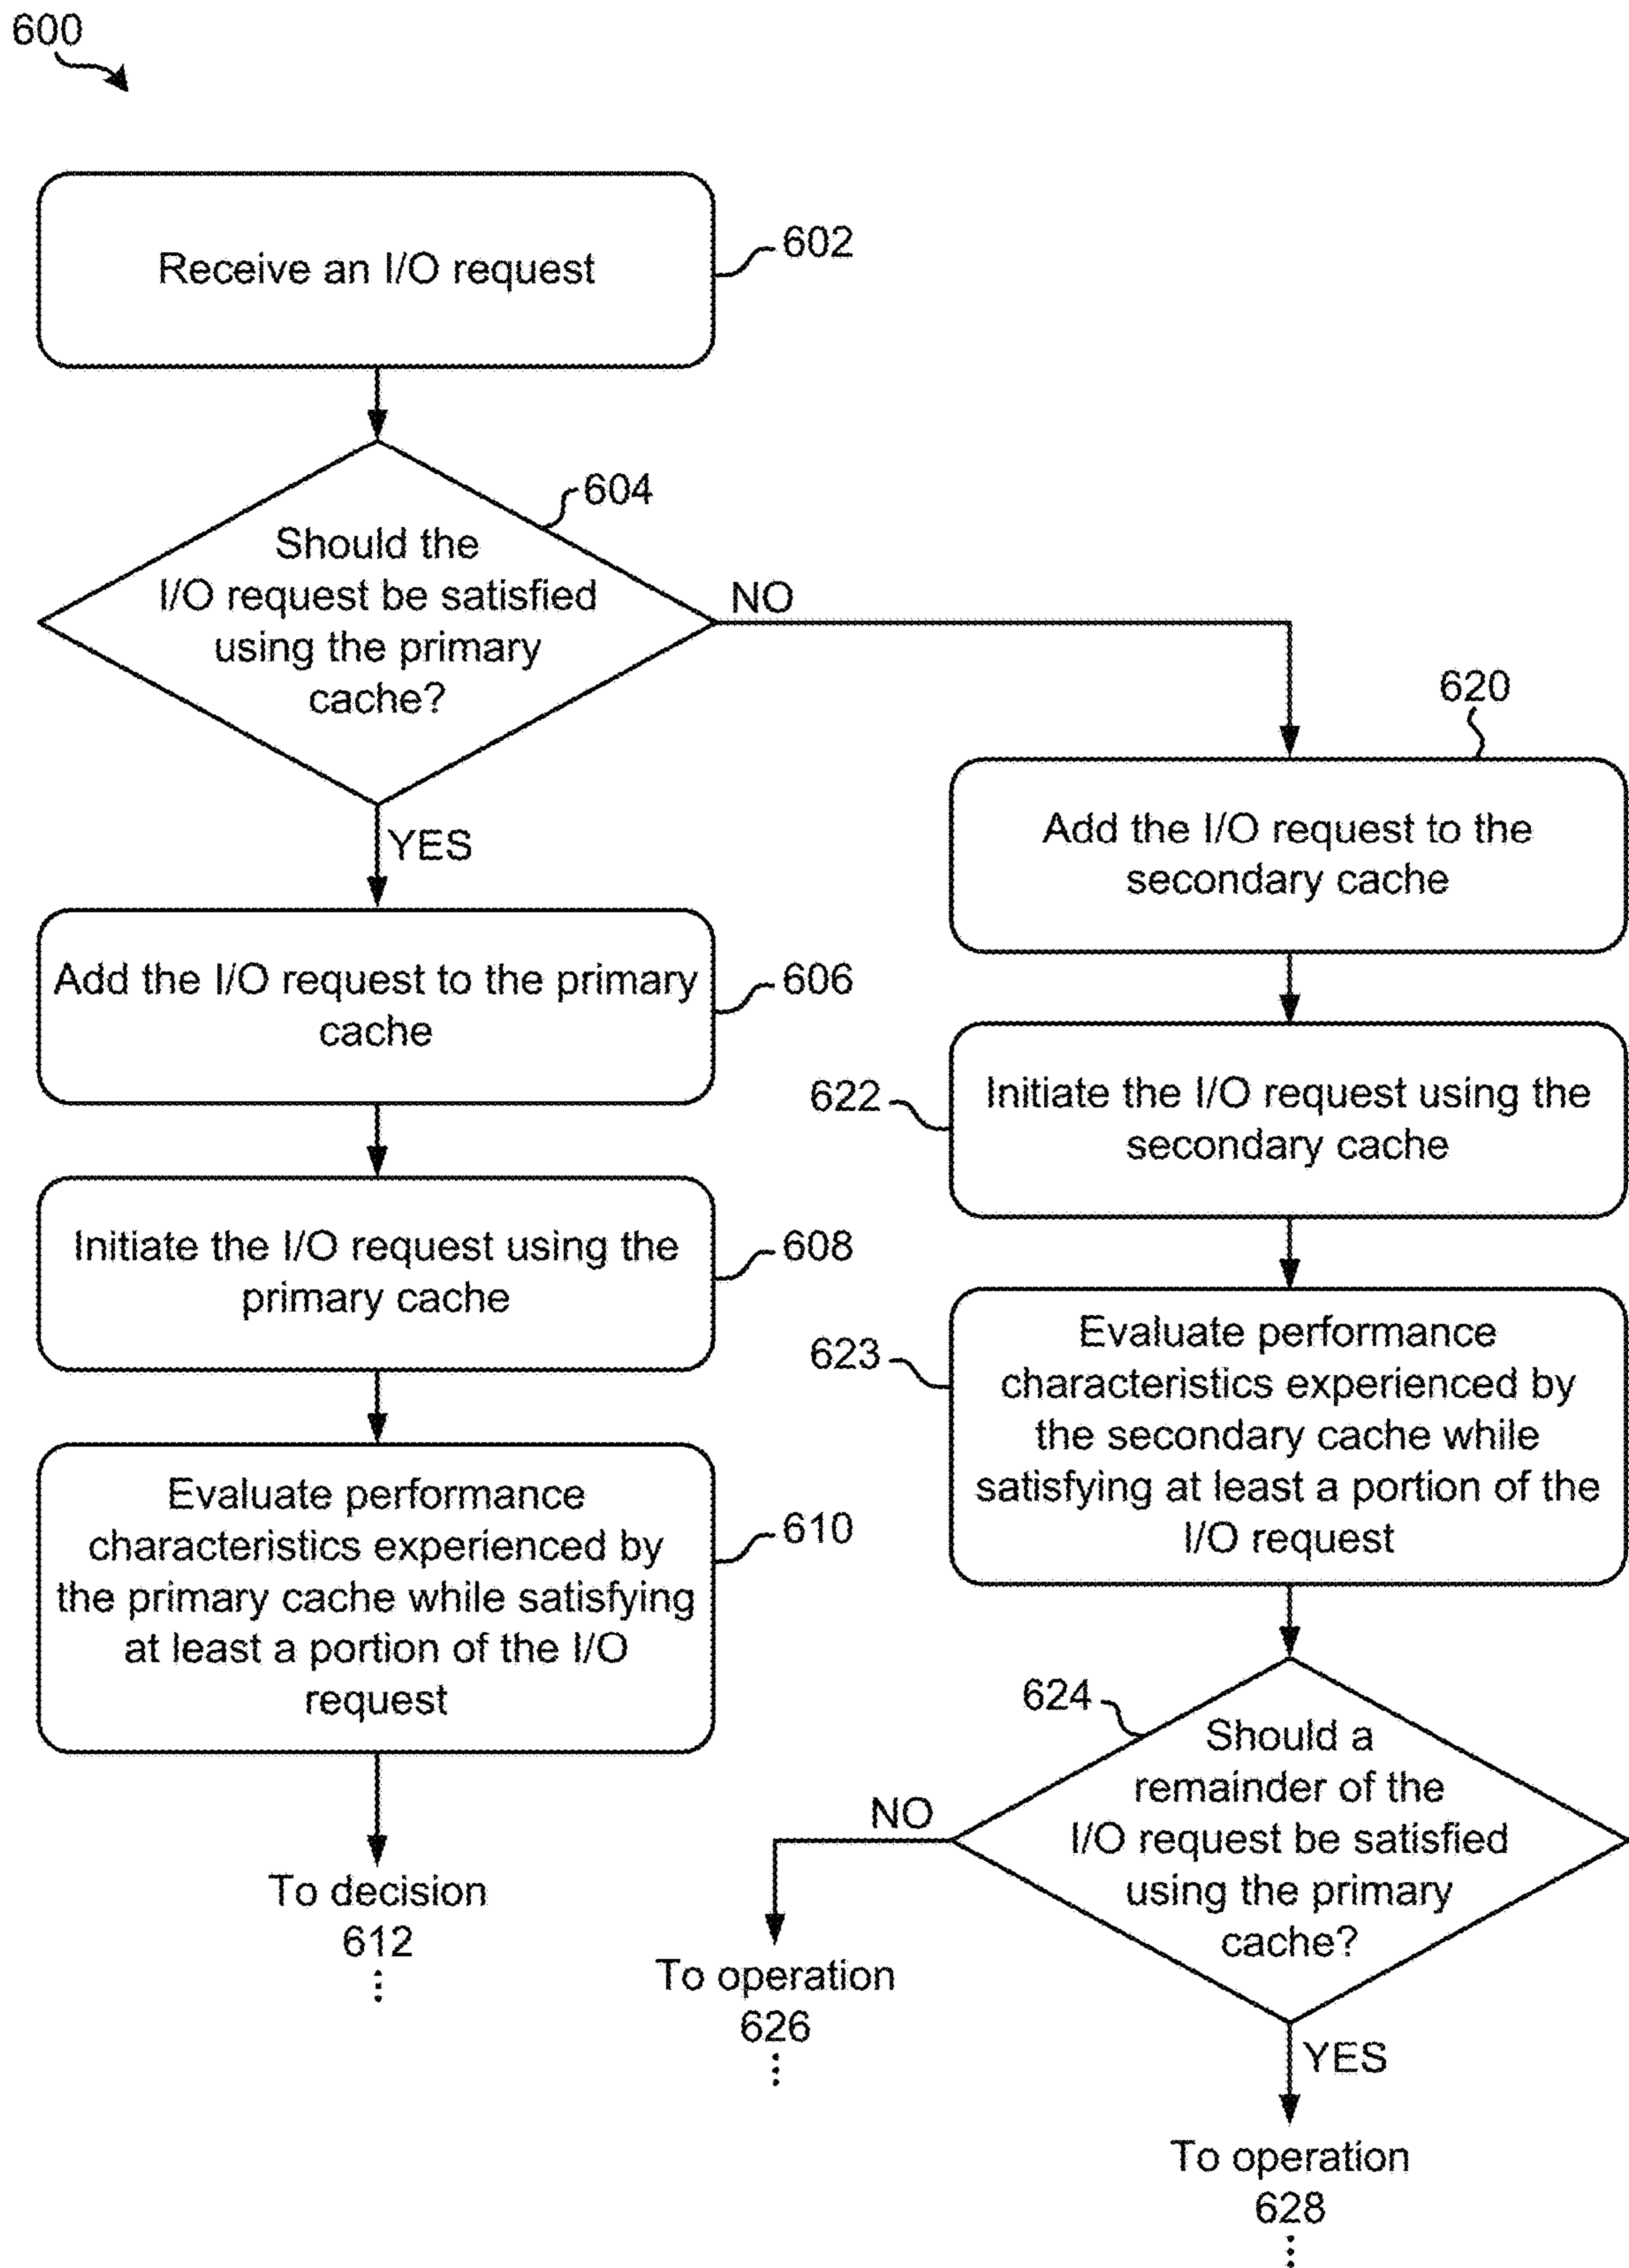 600
Receive an I/O request
602
604
Should the
I/O request be satisfied
using the primary
cache?
NO
YES
Add the I/O request to the primary
cache
606
Initiate the I/O request using the
primary cache
608
Evaluate performance
characteristics experienced by
the primary cache while satisfying
at least a portion of the I/O
request
610
To decision
612
⋮
620
Add the I/O request to the
secondary cache
622
Initiate the I/O request using the
secondary cache
623
Evaluate performance
characteristics experienced by
the secondary cache while
satisfying at least a portion of the
I/O request
624
Should a
remainder of the
I/O request be satisfied
using the primary
cache?
NO
To operation
626
⋮
YES
To operation
628
⋮